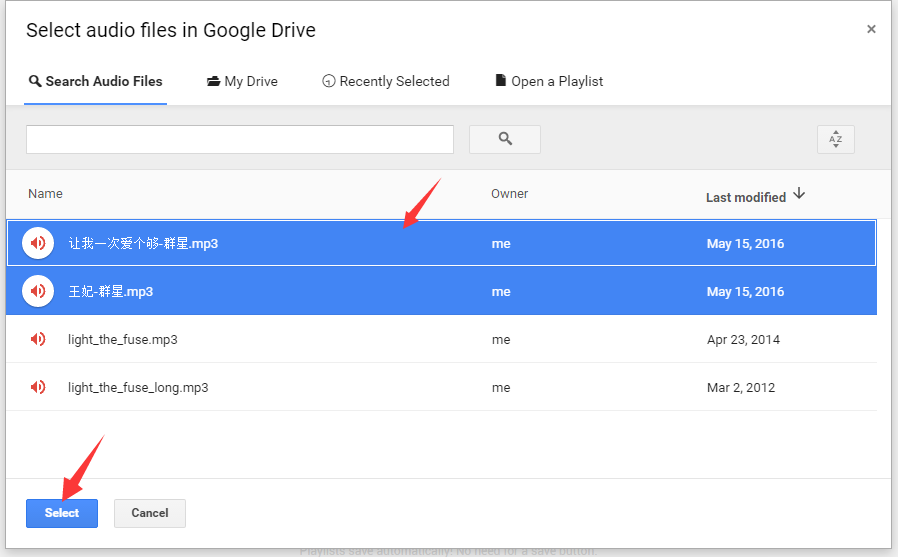 Select audio files in Google Drive ×
Search Audio Files My Drive Recently Selected Open a Playlist
A Z
Name Owner Last modified
让我一次爱个够-群星.mp3 me May 15, 2016
王妃-群星.mp3 me May 15, 2016
light_the_fuse.mp3 me Apr 23, 2014
light_the_fuse_long.mp3 me Mar 2, 2012
Select Cancel
Playlists save automatically! No need for a save button.